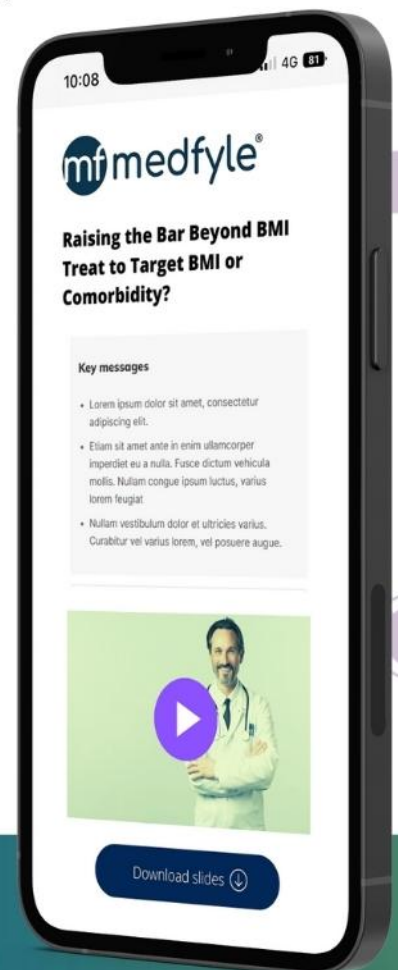 10:08
4G 81
mf medfyle®
Raising the Bar Beyond BMI
Treat to Target BMI or
Comorbidity?
Key messages
• Lorem ipsum dolor sit amet, consectetur
adipiscing elit.
• Etiam sit amet ante in enim ullamcorper
imperdiet eu a nulla. Fusce dictum vehicula
mollis. Nullam congue ipsum luctus, varius
lorem feugiat
• Nullam vestibulum dolor et ultricies varius.
Curabitur vel varius lorem, vel posuere augue.
Download slides